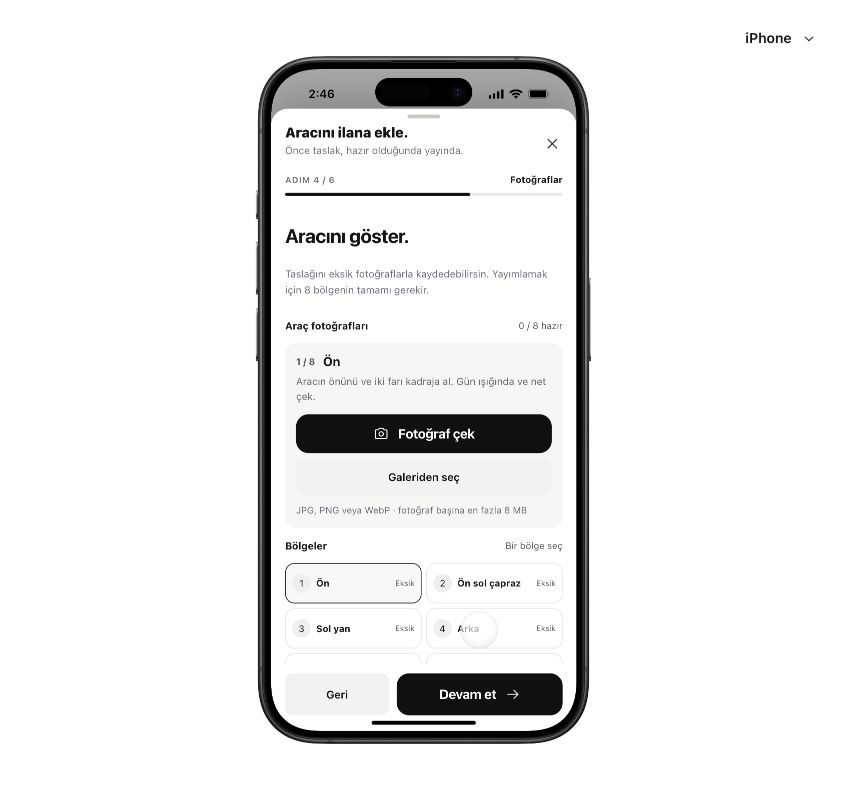 iPhone
2:46
Aracını ilana ekle.
Önce taslak, hazır olduğunda yayında.
ADIM 4 / 6 Fotoğraflar
Aracını göster.
Taslağını eksik fotoğraflarla kaydedebilirsin. Yayımlamak
için 8 bölgenin tamamı gerekir.
Araç fotoğrafları 0 / 8 hazır
1 / 8 Ön
Aracın önünü ve iki farı kadraja al. Gün ışığında ve net
çek.
Fotoğraf çek
Galeriden seç
JPG, PNG veya WebP · fotoğraf başına en fazla 8 MB
Bölgeler Bir bölge seç
1 Ön Eksik 2 Ön sol çapraz Eksik
3 Sol yan Eksik 4 Arka Eksik
Geri Devam et →